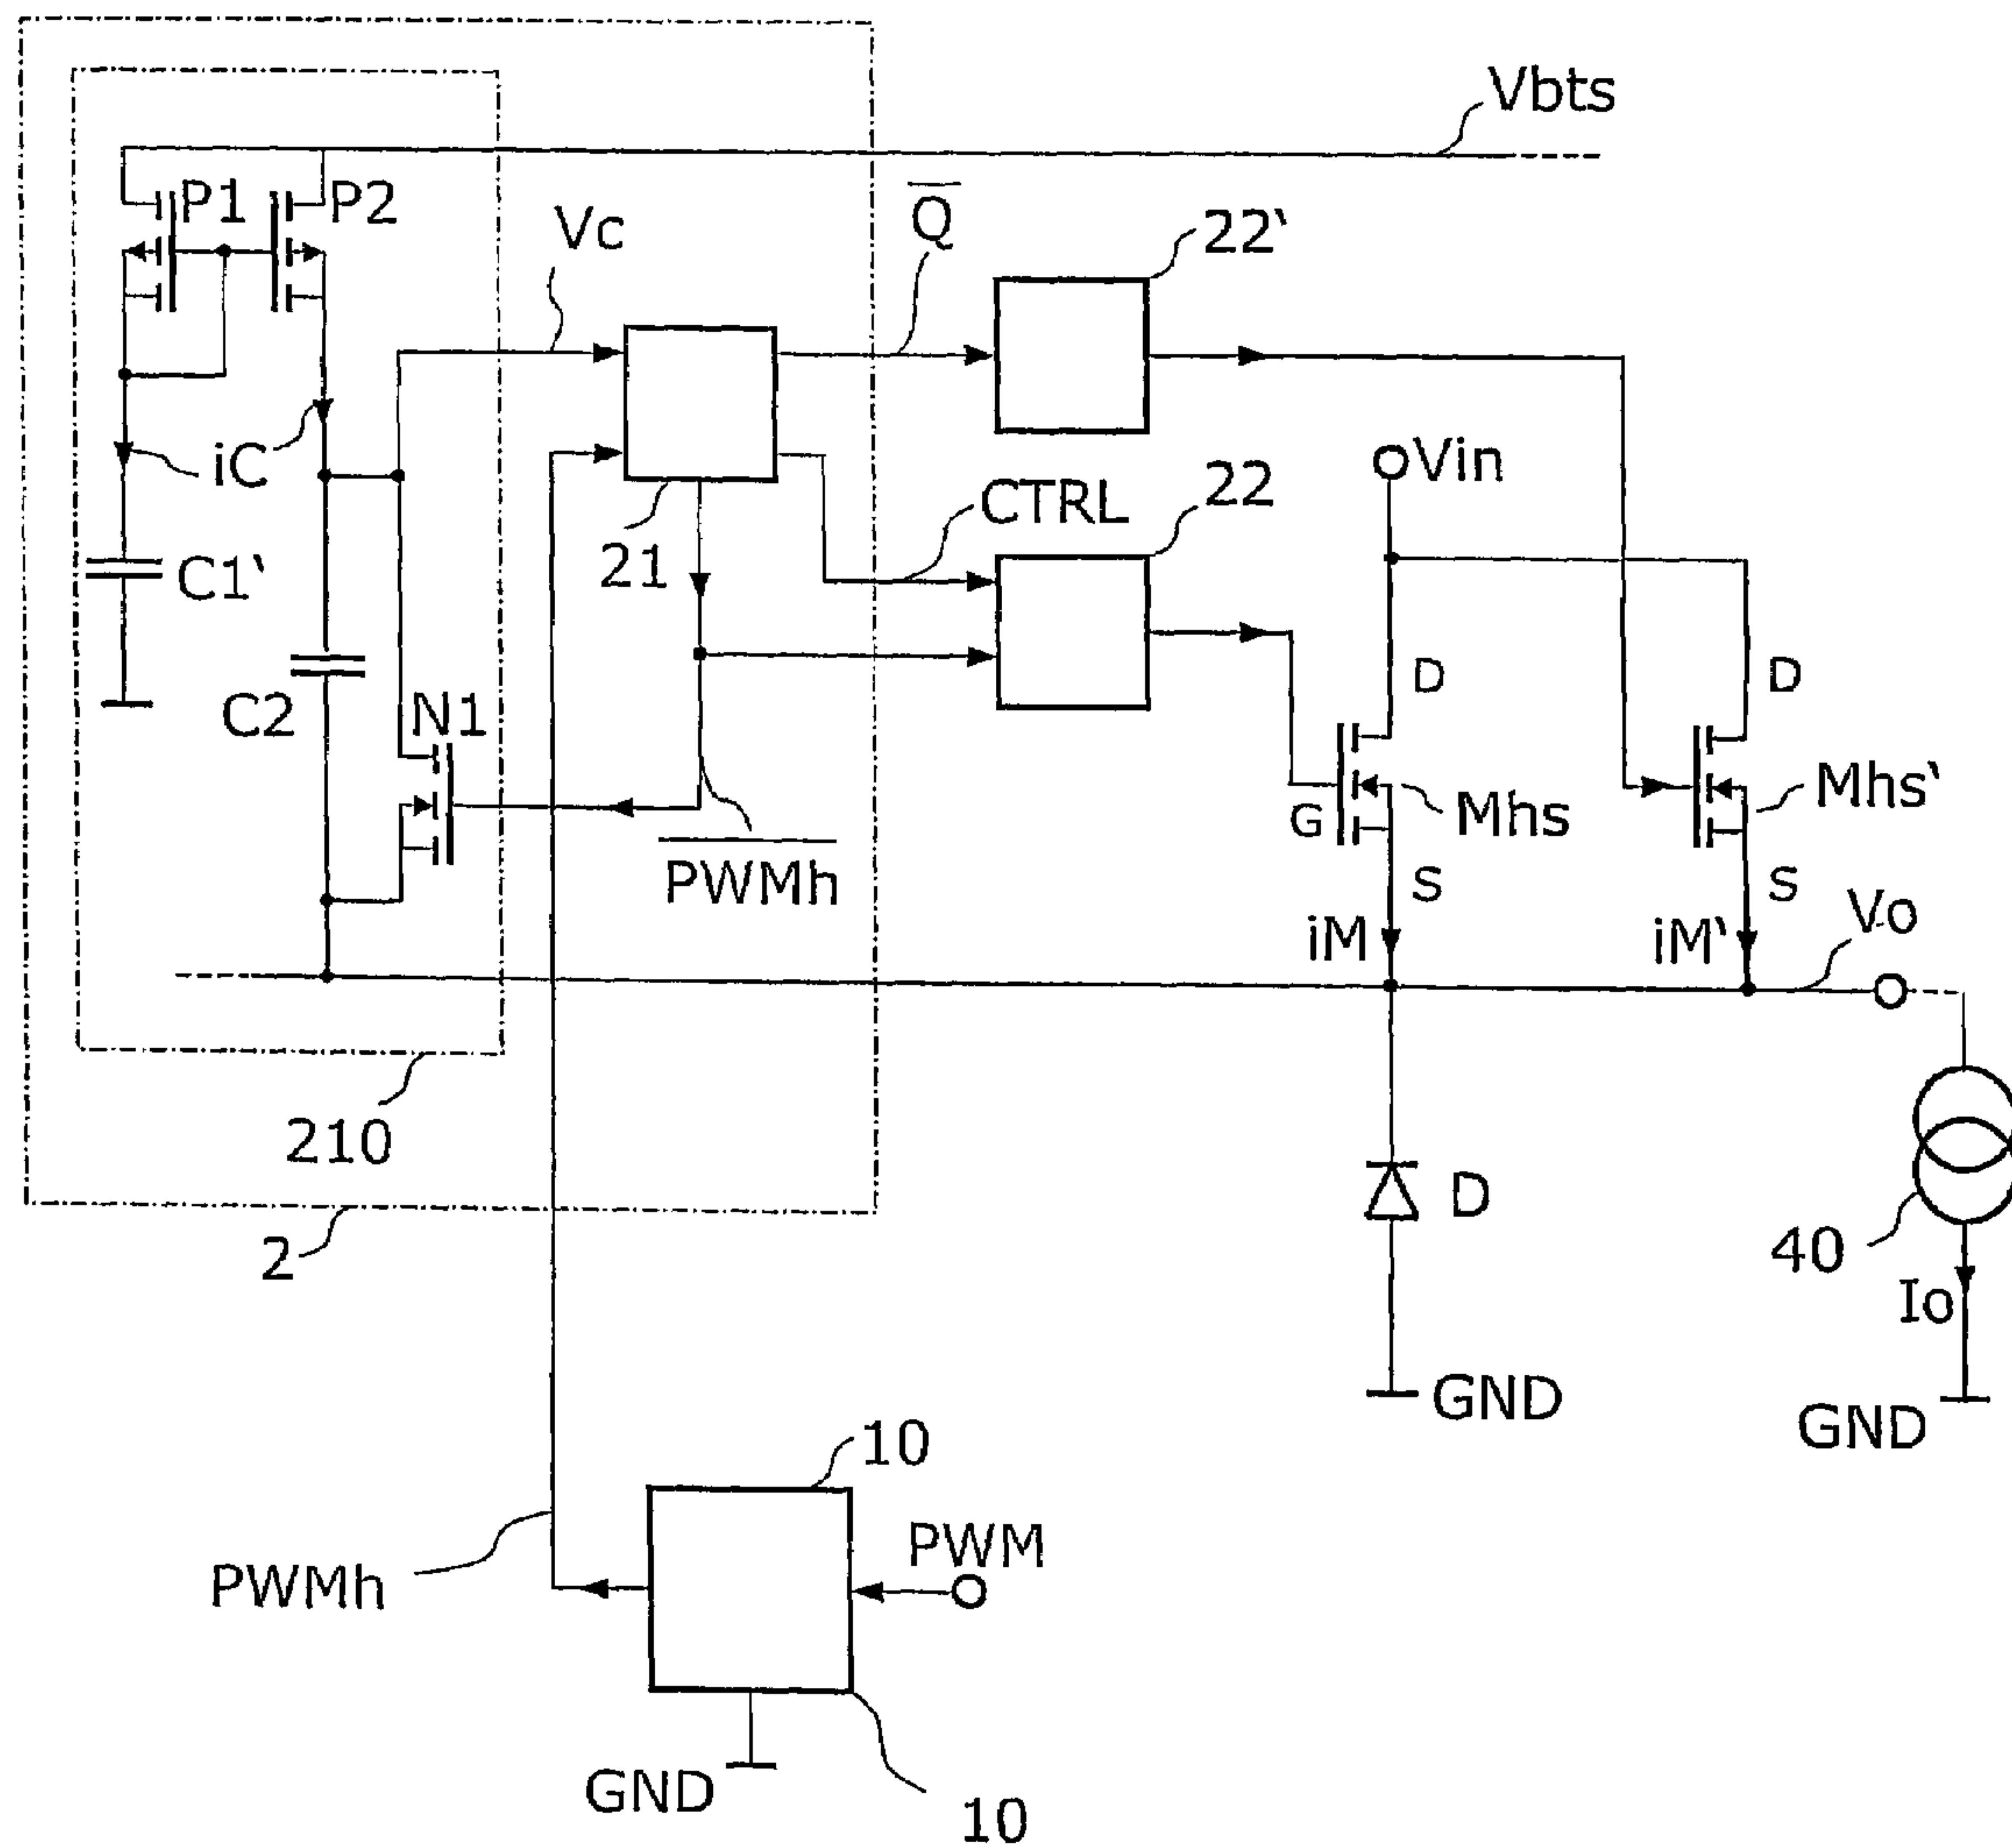 Vbts
P1
P2
Vc
Q
22‘
iC
Vin
22
CTRL
21
C1‘
C2
N1
D
D
Mhs
Mhs‘
G
PWMh
S
S
iM
iM‘
Vo
210
2
D
40
Io
GND
GND
10
PWM
PWMh
GND
10